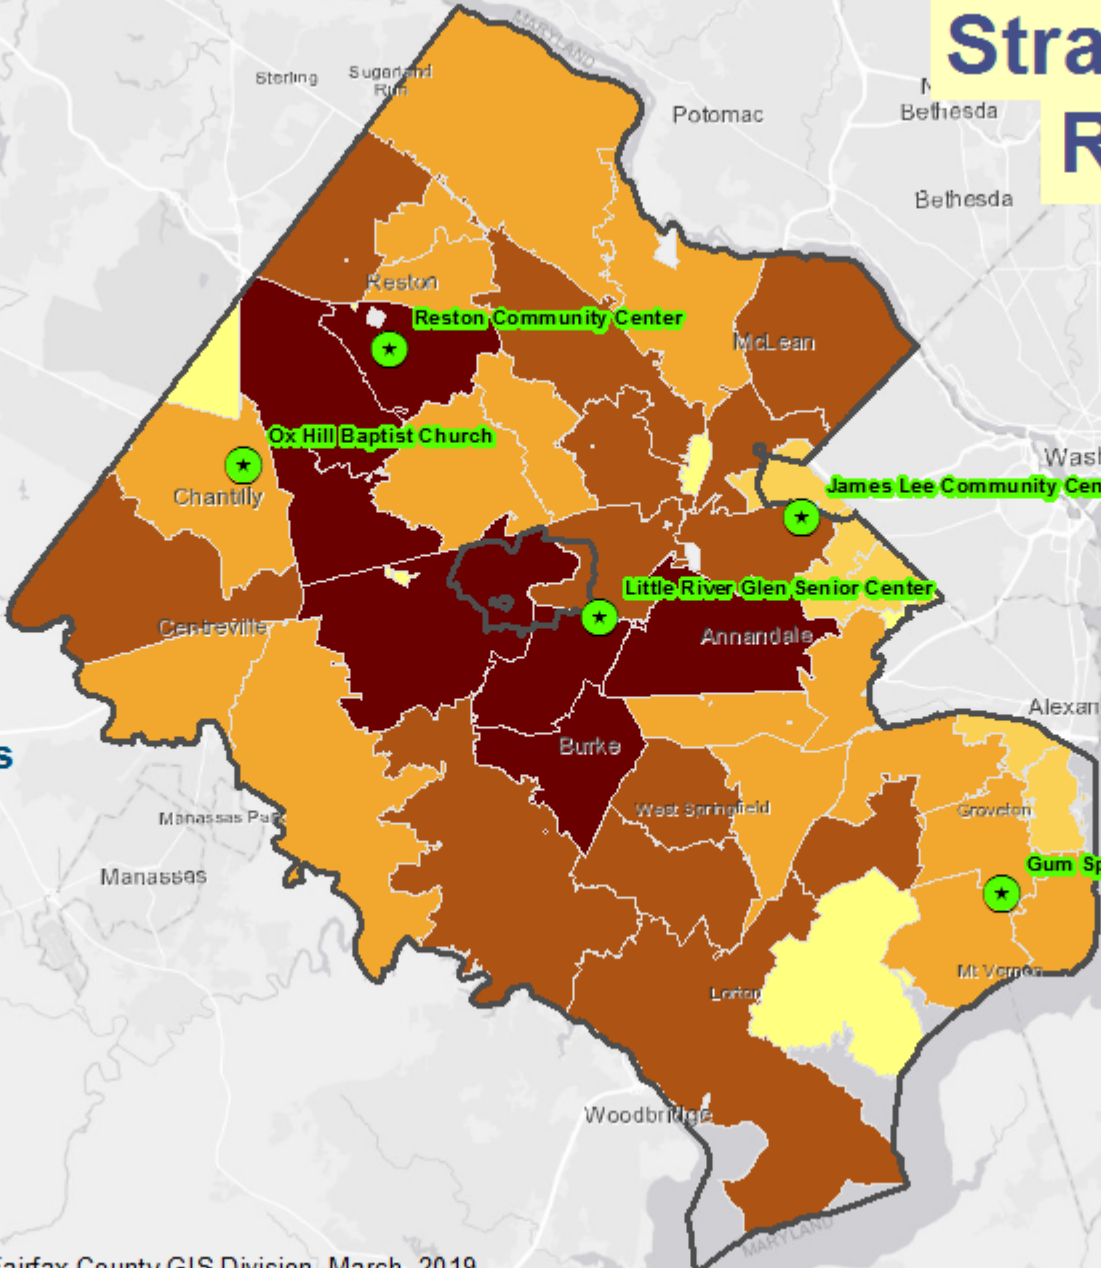 Stra
MARYLAND
Sterling
Sugarland
Run
Potomac
N
Bethesda
R
Bethesda
Reston
Reston Community Center
McLean
Ox Hill Baptist Church
Wash
Chantilly
James Lee Community Cen
Little River Glen Senior Center
Centreville
Annandale
Alexan
s
Burke
West Springfield
Groveton
Manassas Par
Gum Sp
Manassas
Mt Vernon
Lorton
Woodbridge
MARYLAND
Fairfax County GIS Division, March, 2019